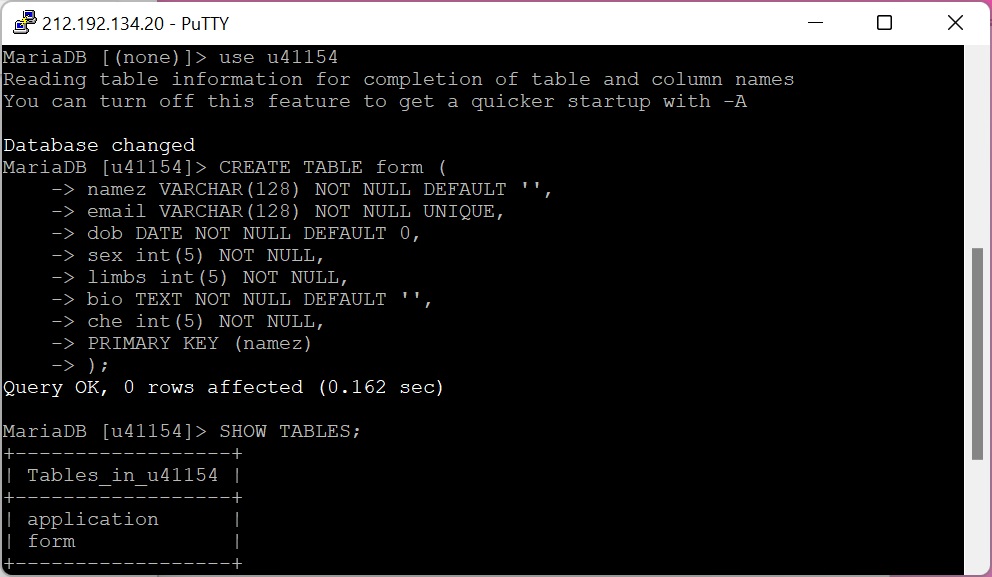 212.192.134.20 - PuTTY
MariaDB [(none)]> use u41154
Reading table information for completion of table and column names
You can turn off this feature to get a quicker startup with -A

Database changed
MariaDB [u41154]> CREATE TABLE form (
    -> namez VARCHAR(128) NOT NULL DEFAULT '',
    -> email VARCHAR(128) NOT NULL UNIQUE,
    -> dob DATE NOT NULL DEFAULT 0,
    -> sex int(5) NOT NULL,
    -> limbs int(5) NOT NULL,
    -> bio TEXT NOT NULL DEFAULT '',
    -> che int(5) NOT NULL,
    -> PRIMARY KEY (namez)
    -> );
Query OK, 0 rows affected (0.162 sec)

MariaDB [u41154]> SHOW TABLES;
+------------------+
| Tables_in_u41154 |
+------------------+
| application      |
| form             |
+------------------+